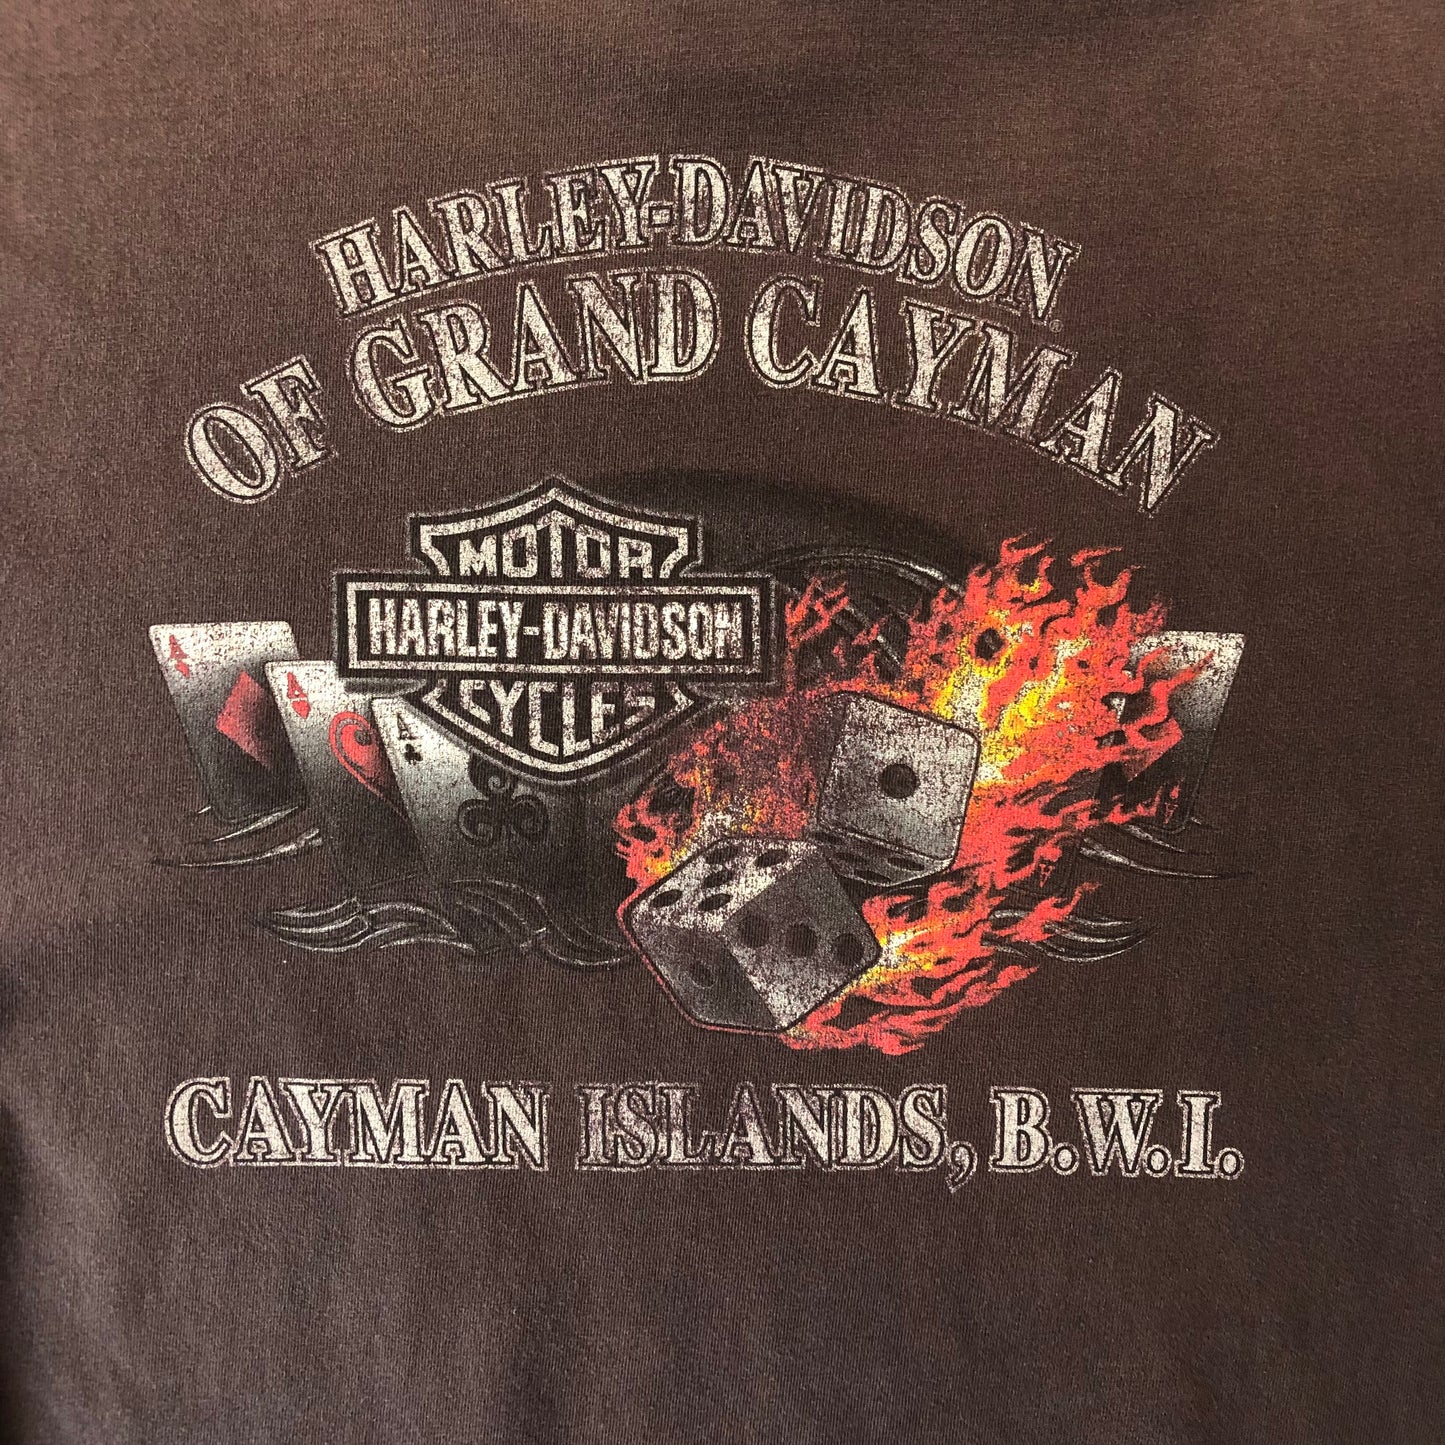 HARLEY-DAVIDSON®
OF GRAND CAYMAN
MOTOR
HARLEY-DAVIDSON
CYCLES
A
A
A
CAYMAN ISLANDS, B.W.I.